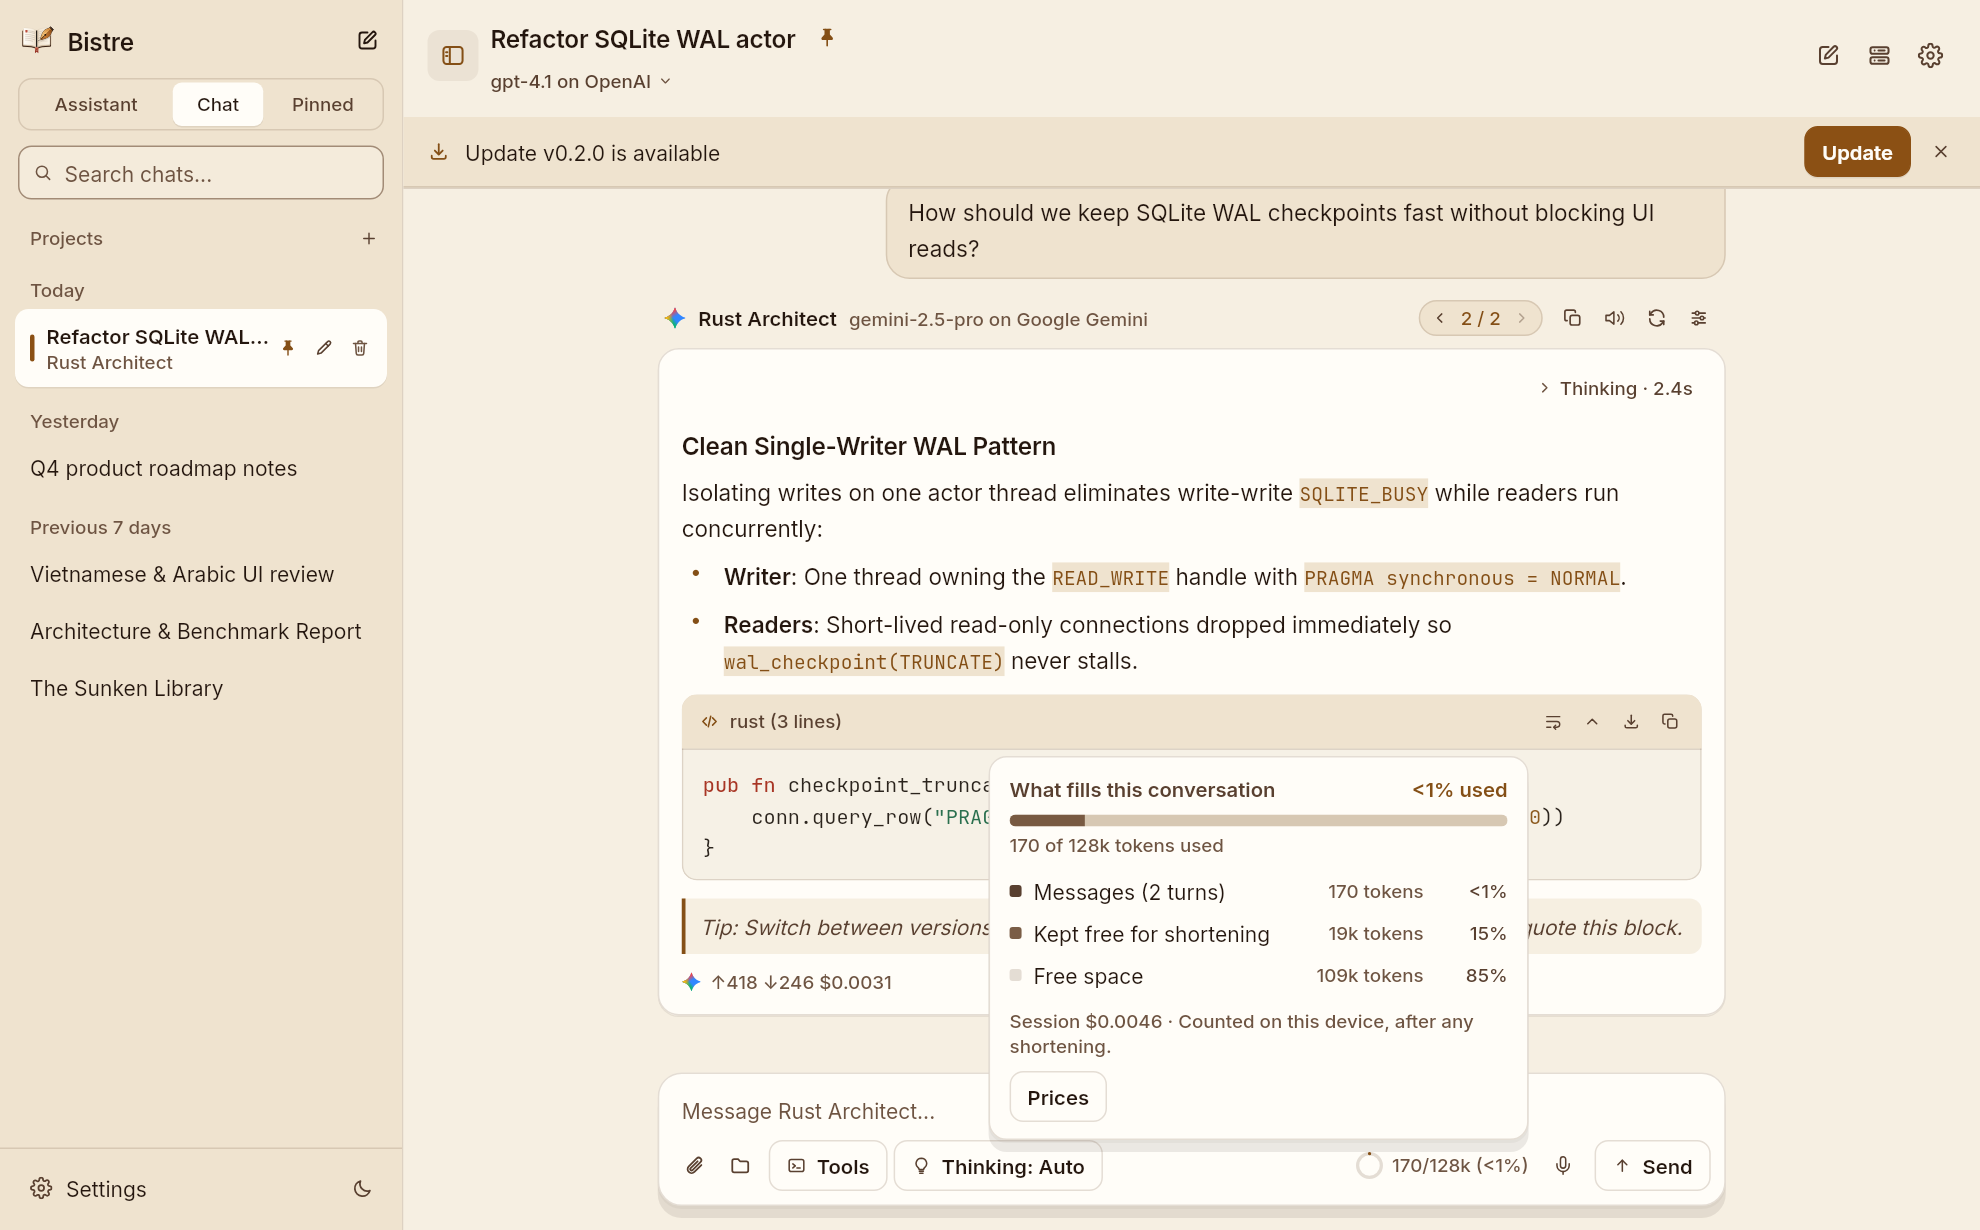 Bistre
Assistant
Chat
Pinned
Search chats...
Projects
Today
Refactor SQLite WAL...
Rust Architect
Yesterday
Q4 product roadmap notes
Previous 7 days
Vietnamese & Arabic UI review
Architecture & Benchmark Report
The Sunken Library
Settings
Refactor SQLite WAL actor
gpt-4.1 on OpenAI
Update v0.2.0 is available
Update
How should we keep SQLite WAL checkpoints fast without blocking UI
reads?
Rust Architect gemini-2.5-pro on Google Gemini
2 / 2
Thinking · 2.4s
Clean Single-Writer WAL Pattern
Isolating writes on one actor thread eliminates write-write SQLITE_BUSY while readers run
concurrently:
• Writer: One thread owning the READ_WRITE handle with PRAGMA synchronous = NORMAL.
• Readers: Short-lived read-only connections dropped immediately so
wal_checkpoint(TRUNCATE) never stalls.
rust (3 lines)
pub fn checkpoint_trunca
conn.query_row("PRAG 0))
}
Tip: Switch between versions quote this block.
↑418 ↓246 $0.0031
What fills this conversation
<1% used
170 of 128k tokens used
Messages (2 turns) 170 tokens <1%
Kept free for shortening 19k tokens 15%
Free space 109k tokens 85%
Session $0.0046 · Counted on this device, after any
shortening.
Prices
Message Rust Architect...
Tools
Thinking: Auto
170/128k (<1%)
Send